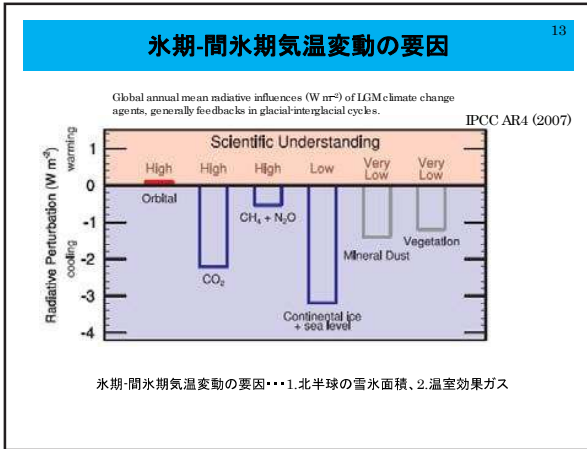 13
氷期-間氷期気温変動の要因
Global annual mean radiative influences (W m⁻²) of LGM climate change
agents, generally feedbacks in glacial-interglacial cycles.
IPCC AR4 (2007)
Scientific Understanding
High High High Low Very Low Very Low
Radiative Perturbation (W m⁻²)
warming
cooling
1
0
-1
-2
-3
-4
Orbital
CO₂
CH₄ + N₂O
Continental ice
+ sea level
Mineral Dust
Vegetation
氷期-間氷期気温変動の要因・・・1.北半球の雪氷面積、2.温室効果ガス